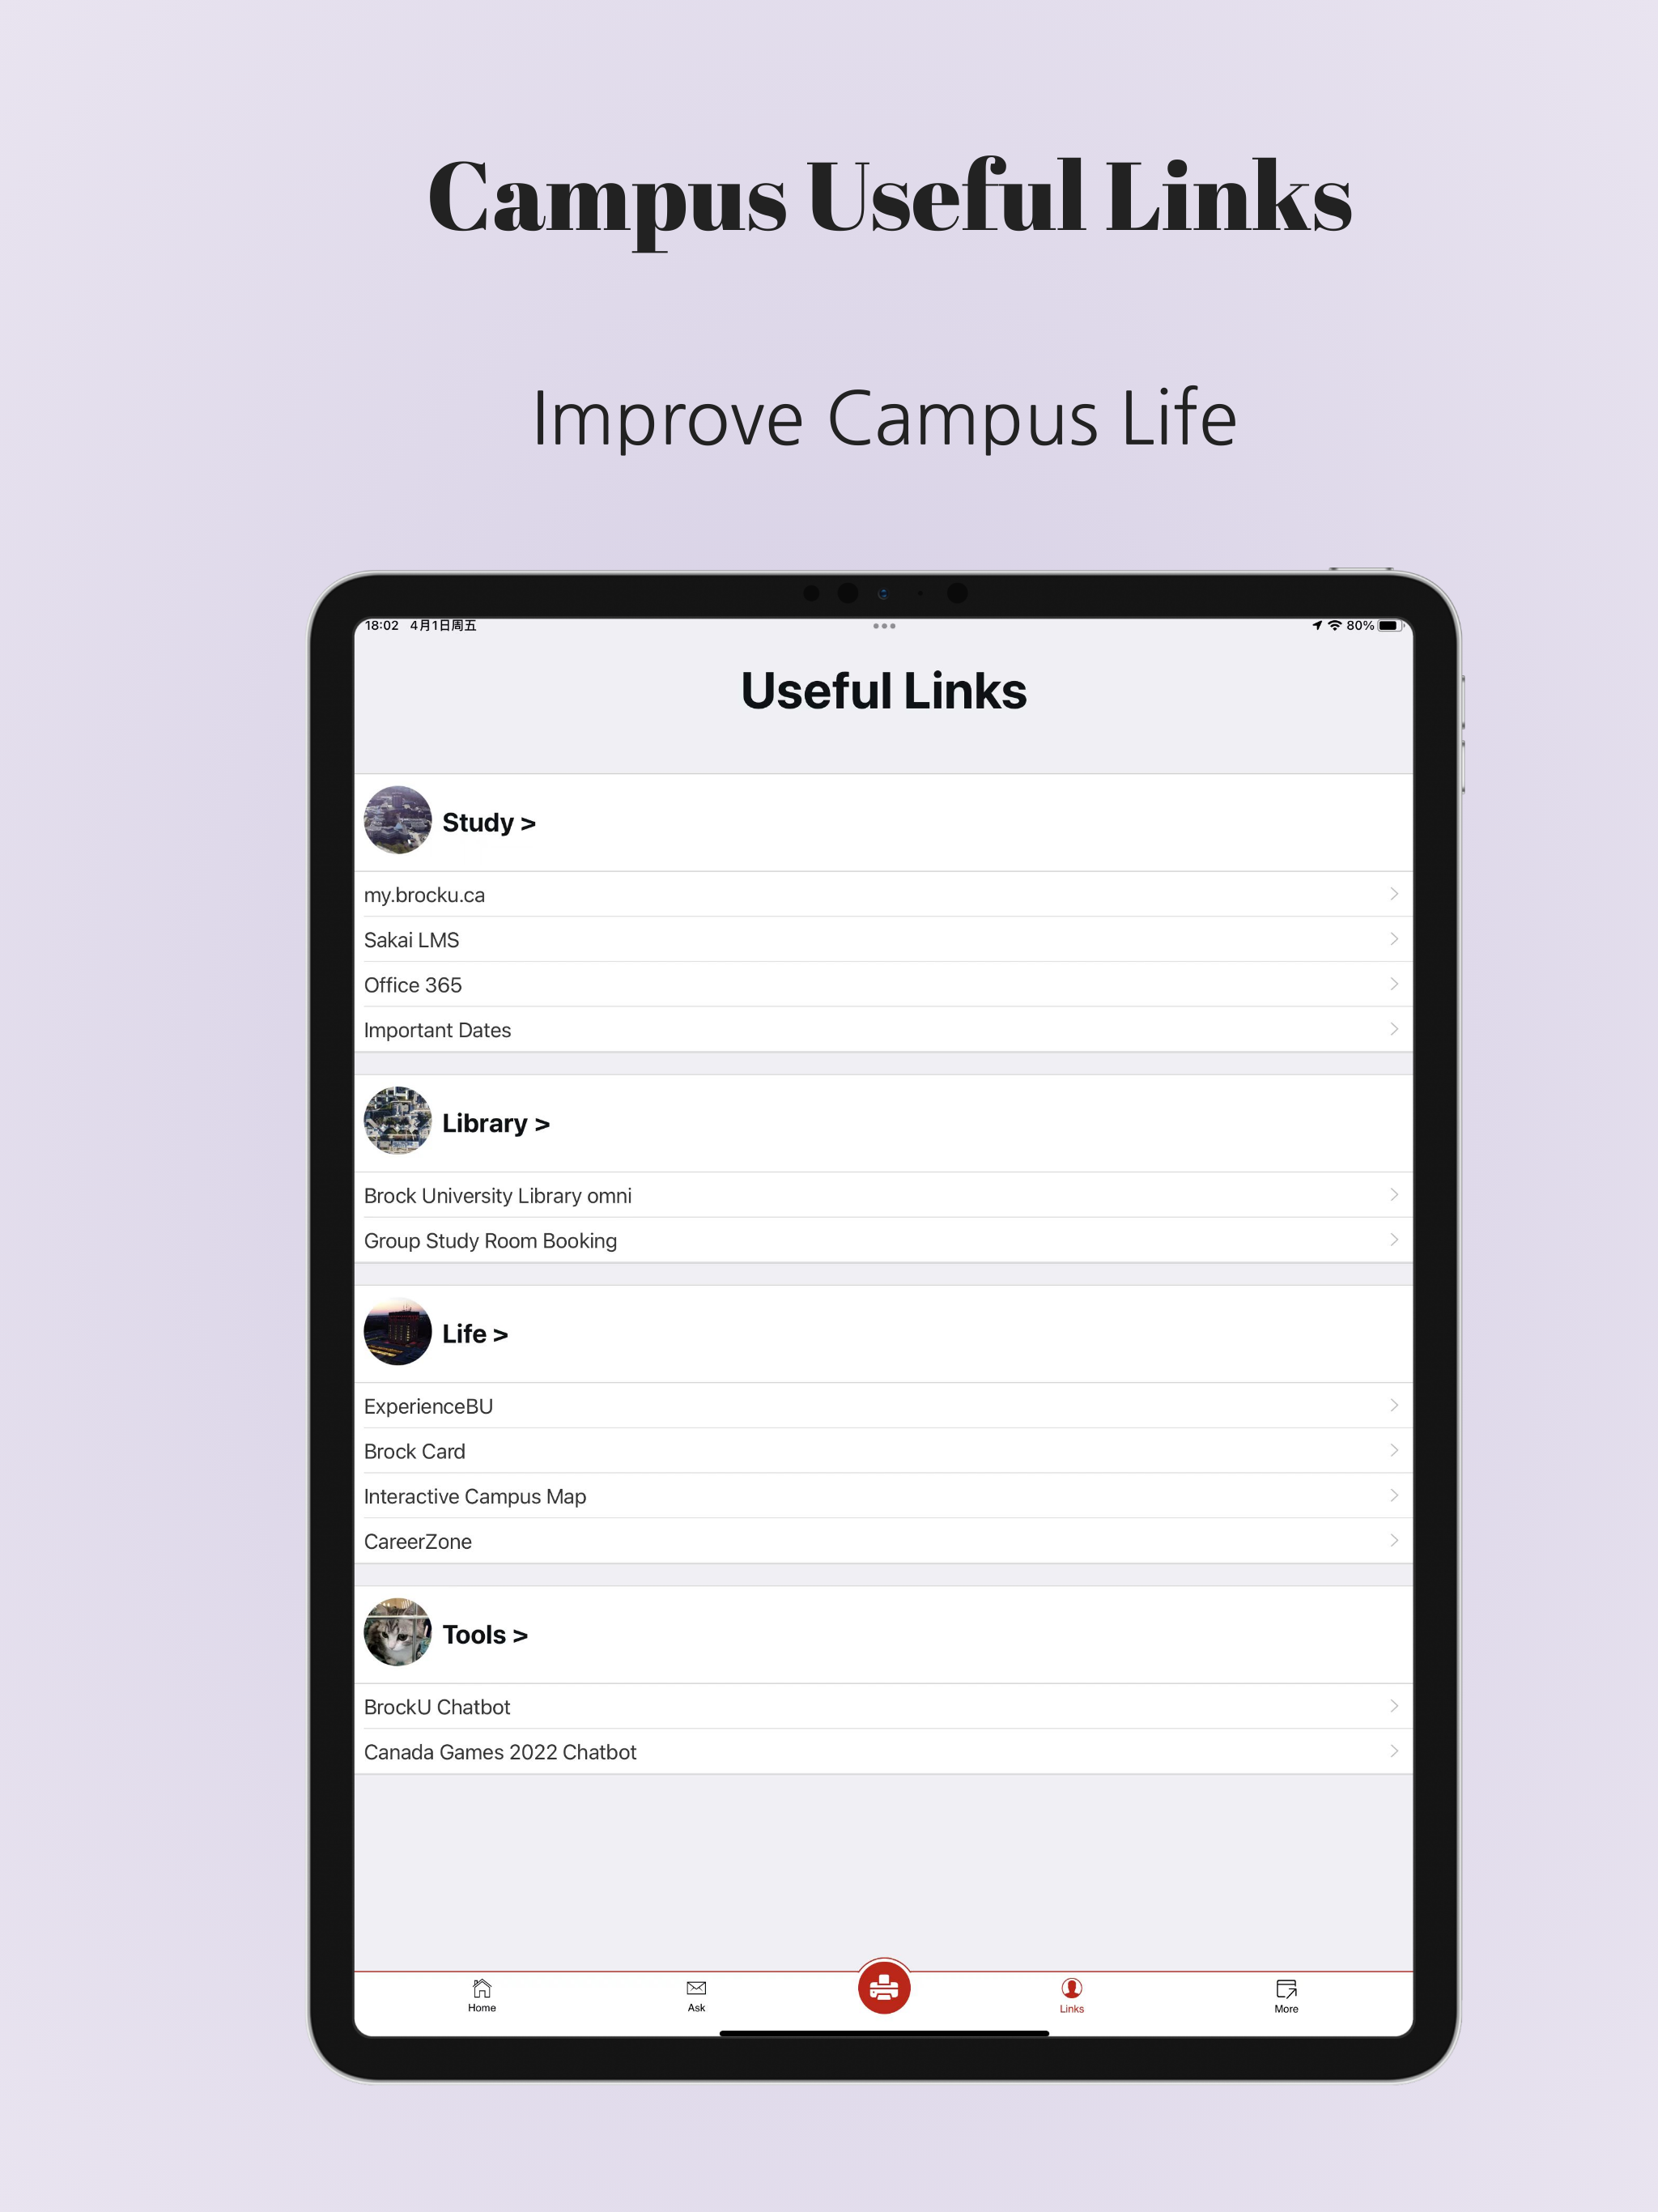 Campus Useful Links
Improve Campus Life
18:02 4月1日周五
80%
Useful Links
Study >
my.brocku.ca
Sakai LMS
Office 365
Important Dates
Library >
Brock University Library omni
Group Study Room Booking
Life >
ExperienceBU
Brock Card
Interactive Campus Map
CareerZone
Tools >
BrockU Chatbot
Canada Games 2022 Chatbot
Home
Ask
Links
More